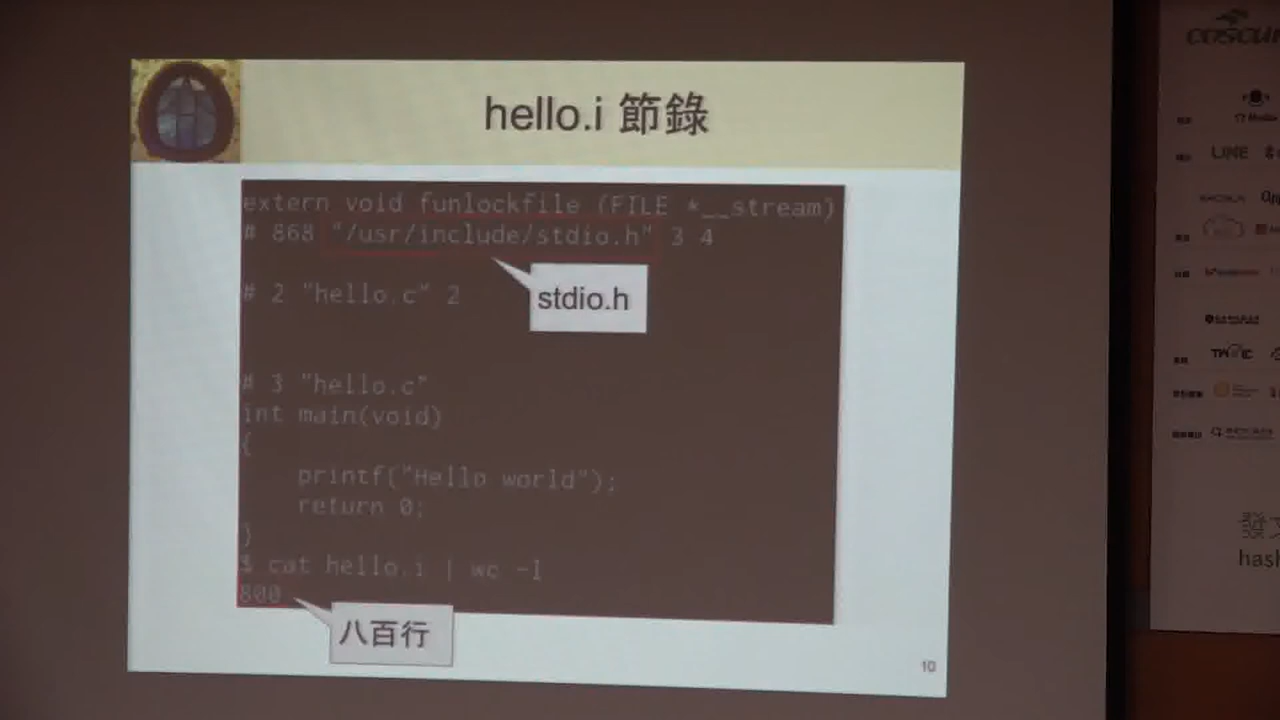 hello.i 節錄
extern void funlockfile (FILE *__stream)
# 868 "/usr/include/stdio.h" 3 4
stdio.h
# 2 "hello.c" 2
# 3 "hello.c"
int main(void)
{
printf("Hello world");
return 0;
}
$ cat hello.i | wc -l
800
八百行
10
LINE